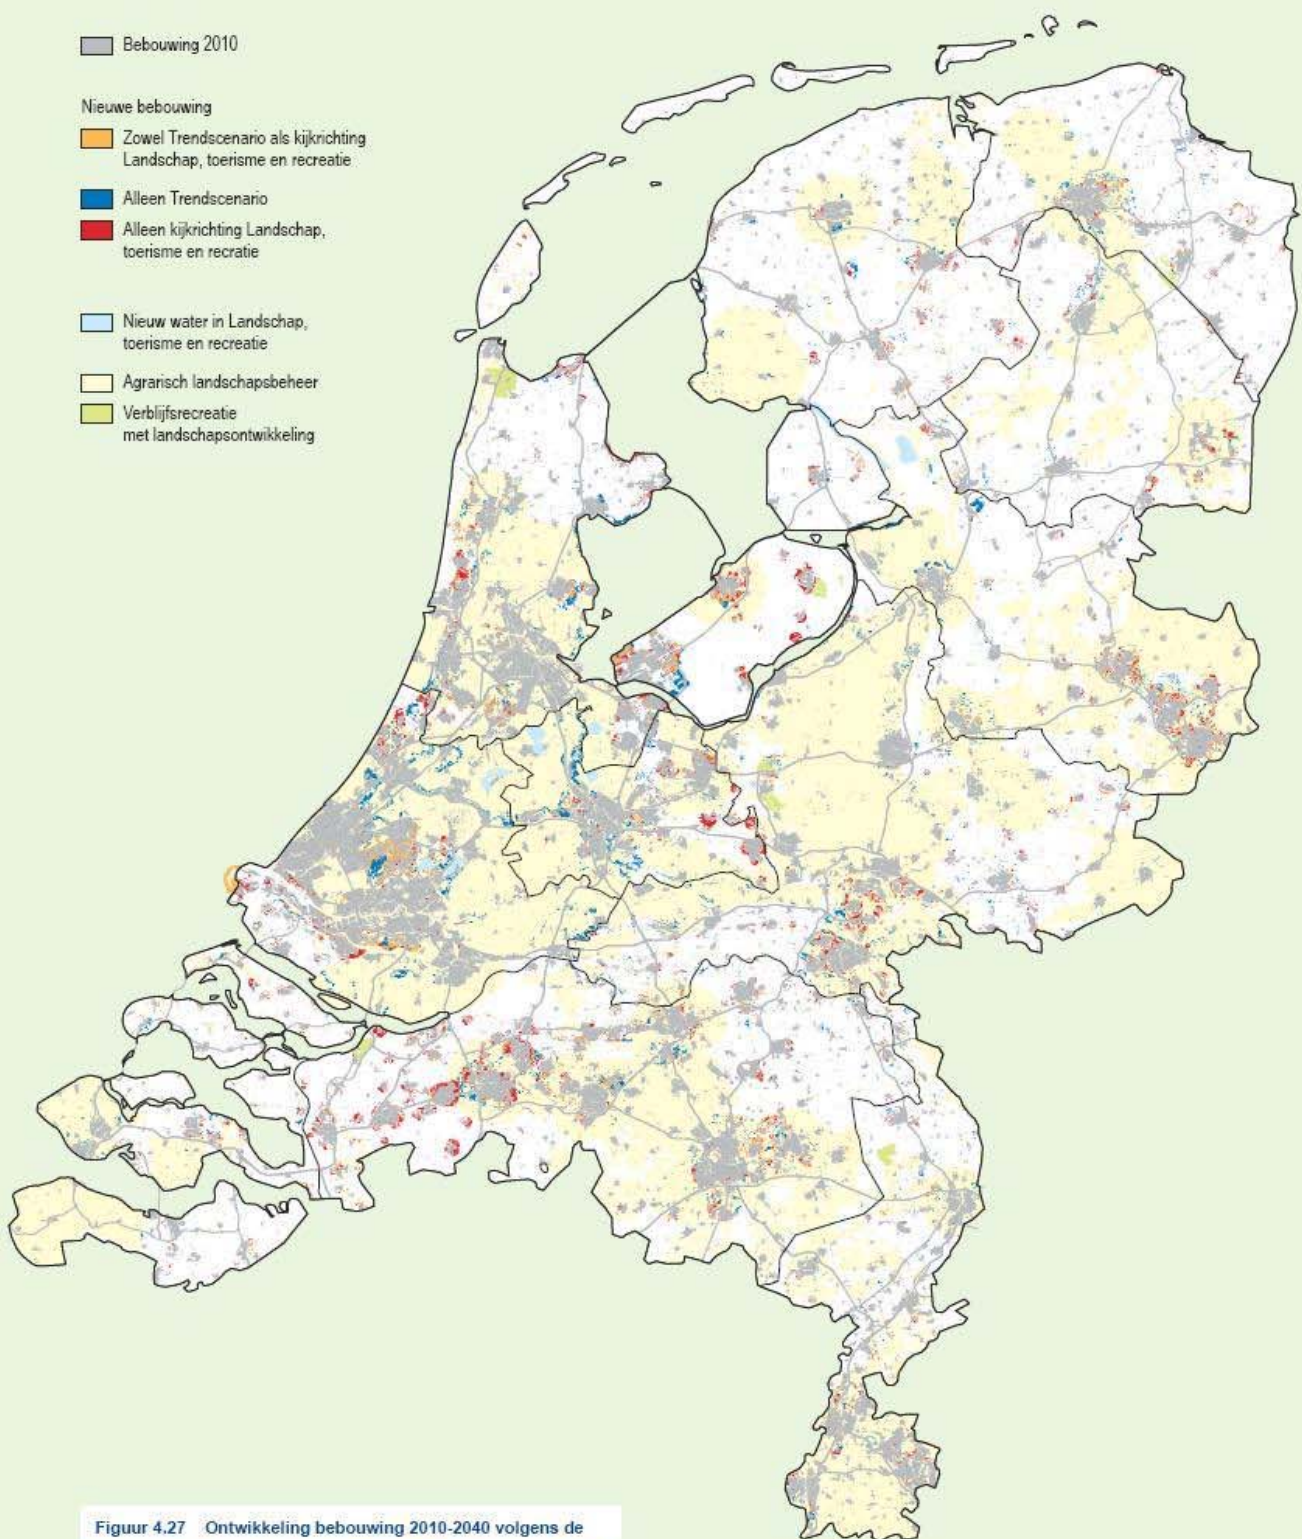 Bebouwing 2010
Nieuwe bebouwing
Zowel Trendscenario als kijkrichting
Landschap, toerisme en recreatie
Alleen Trendscenario
Alleen kijkrichting Landschap,
toerisme en recratie
Nieuw water in Landschap,
toerisme en recreatie
Agrarisch landschapsbeheer
Verblijfsrecreatie
met landschapsontwikkeling
Figuur 4.27 Ontwikkeling bebouwing 2010-2040 volgens de